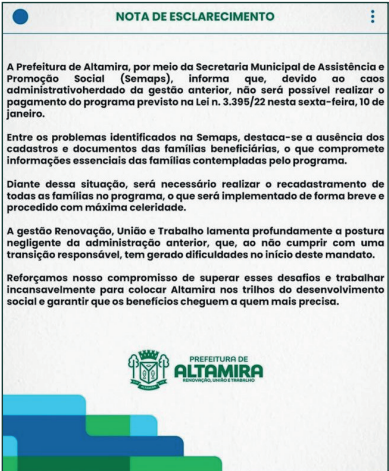 NOTA DE ESCLARECIMENTO
A Prefeitura de Altamira, por meio da Secretaria Municipal de Assistência e
Promoção Social (Semaps), informa que, devido ao caos
administrativoherdado da gestão anterior, não será possível realizar o
pagamento do programa previsto na Lei n. 3.395/22 nesta sexta-feira, 10 de
janeiro.
Entre os problemas identificados na Semaps, destaca-se a ausência dos
cadastros e documentos das famílias beneficiárias, o que compromete
informações essenciais das famílias contempladas pelo programa.
Diante dessa situação, será necessário realizar o recadastramento de
todas as famílias no programa, o que será implementado de forma breve e
procedido com máxima celeridade.
A gestão Renovação, União e Trabalho lamenta profundamente a postura
negligente da administração anterior, que, ao não cumprir com uma
transição responsável, tem gerado dificuldades no início deste mandato.
Reforçamos nosso compromisso de superar esses desafios e trabalhar
incansavelmente para colocar Altamira nos trilhos do desenvolvimento
social e garantir que os benefícios cheguem a quem mais precisa.
PREFEITURA DE
ALTAMIRA
RENOVAÇÃO, UNIÃO E TRABALHO